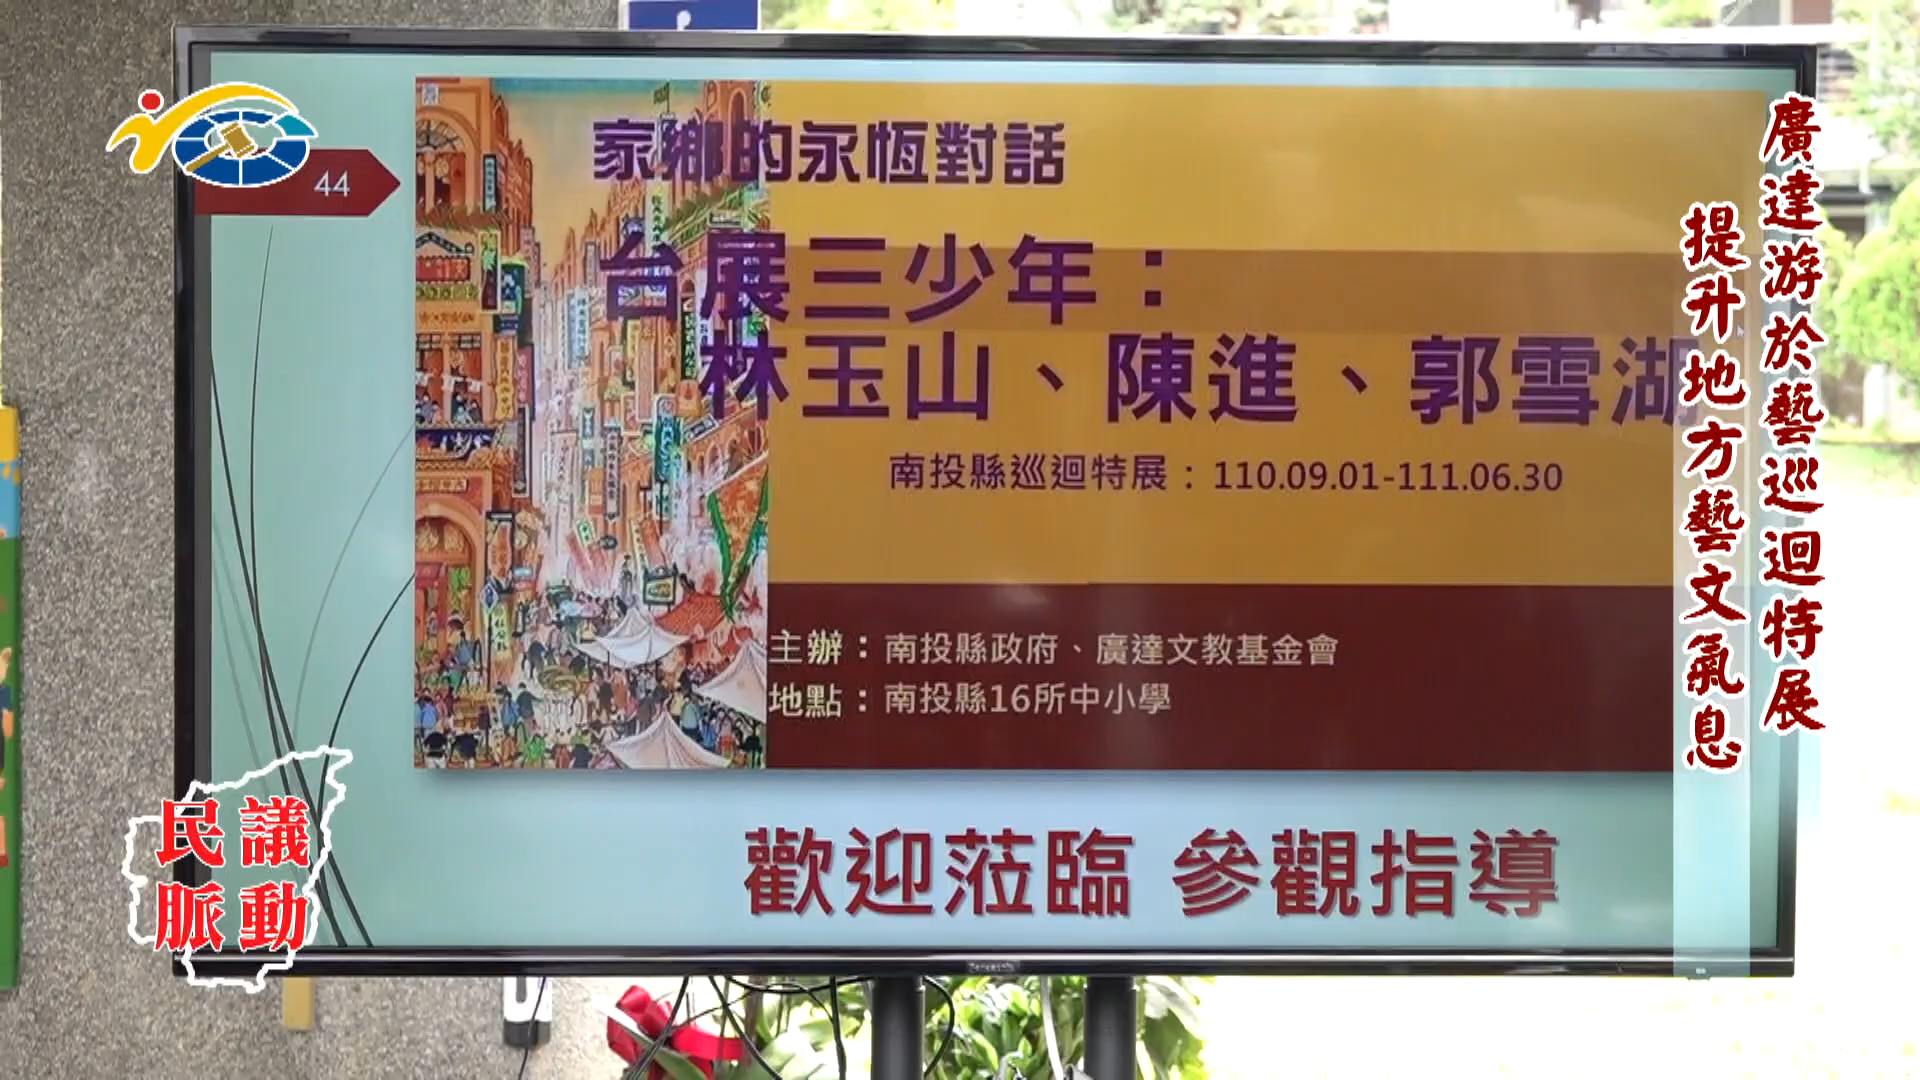 44
家鄉的永恆對話
台展三少年：
林玉山、陳進、郭雪湖
南投縣巡迴特展：110.09.01-111.06.30
主辦：南投縣政府、廣達文教基金會
地點：南投縣16所中小學
歡迎蒞臨 參觀指導
廣達游於藝巡迴特展
提升地方藝文氣息
民議
脈動